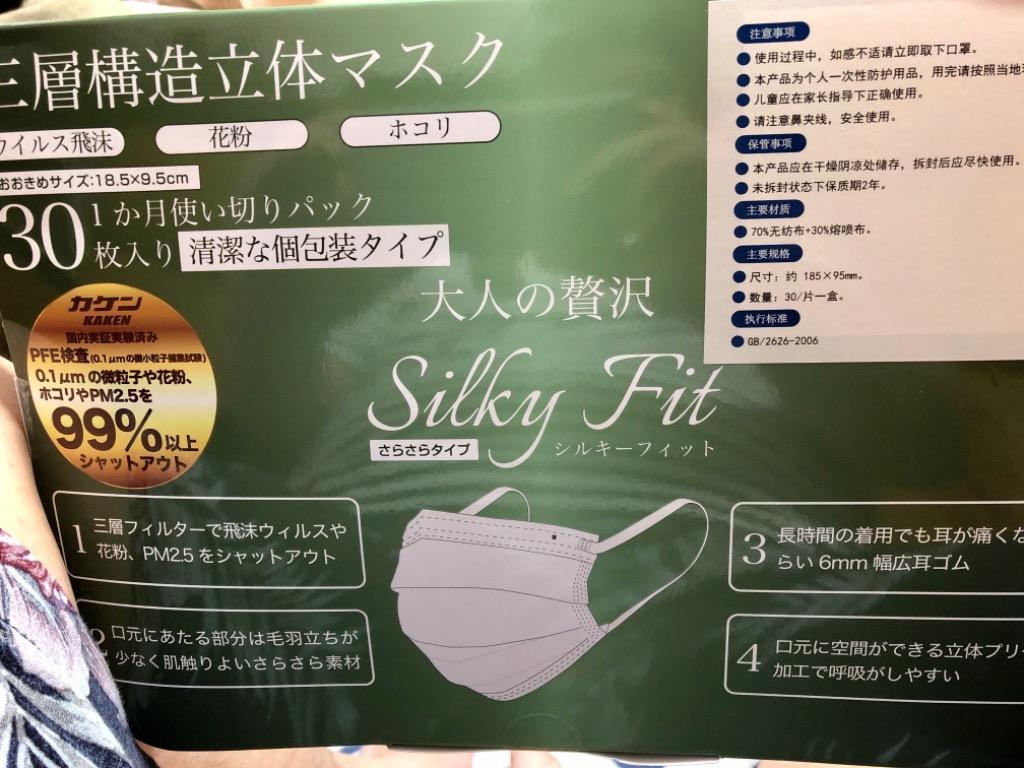 三層構造立体マスク
ウイルス飛沫
花粉
ホコリ
おおきめサイズ:18.5×9.5cm
30
1か月使い切りパック
枚入り 清潔な個包装タイプ
大人の贅沢
Silky Fit
さらさらタイプ
シルキーフィット
カケン
KAKEN
国内実証実験済み
PFE検査(0.1μmの微小粒子捕集試験)
0.1μmの微粒子や花粉、
ホコリやPM2.5を
99%以上
シャットアウト
1
三層フィルターで飛沫ウィルスや
花粉、PM2.5をシャットアウト
2
口元にあたる部分は毛羽立ちが
少なく肌触りよいさらさら素材
3
長時間の着用でも耳が痛くな
らい6mm幅広耳ゴム
4
口元に空間ができる立体プリー
加工で呼吸がしやすい
注意事项
使用过程中，如感不适请立即取下口罩。
本产品为个人一次性防护用品，用完请按照当地
儿童应在家长指导下正确使用。
请注意鼻夹线，安全使用。
保管事项
本产品应在干燥阴凉处储存，拆封后应尽快使用。
未拆封状态下保质期2年。
主要材质
70%无纺布+30%熔喷布。
主要规格
尺寸：约 185×95mm。
数量：30/片一盒。
执行标准
GB/2626-2006